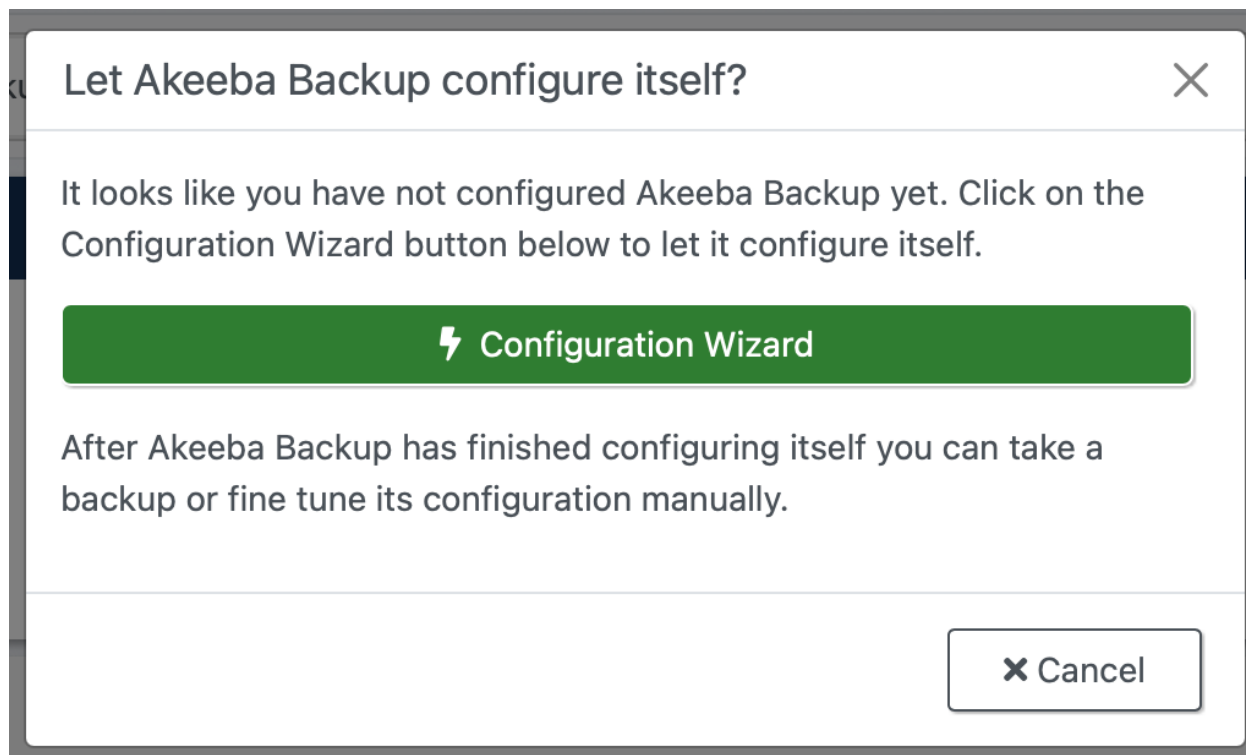 Let Akeeba Backup configure itself?
It looks like you have not configured Akeeba Backup yet. Click on the
Configuration Wizard button below to let it configure itself.
Configuration Wizard
After Akeeba Backup has finished configuring itself you can take a
backup or fine tune its configuration manually.
Cancel